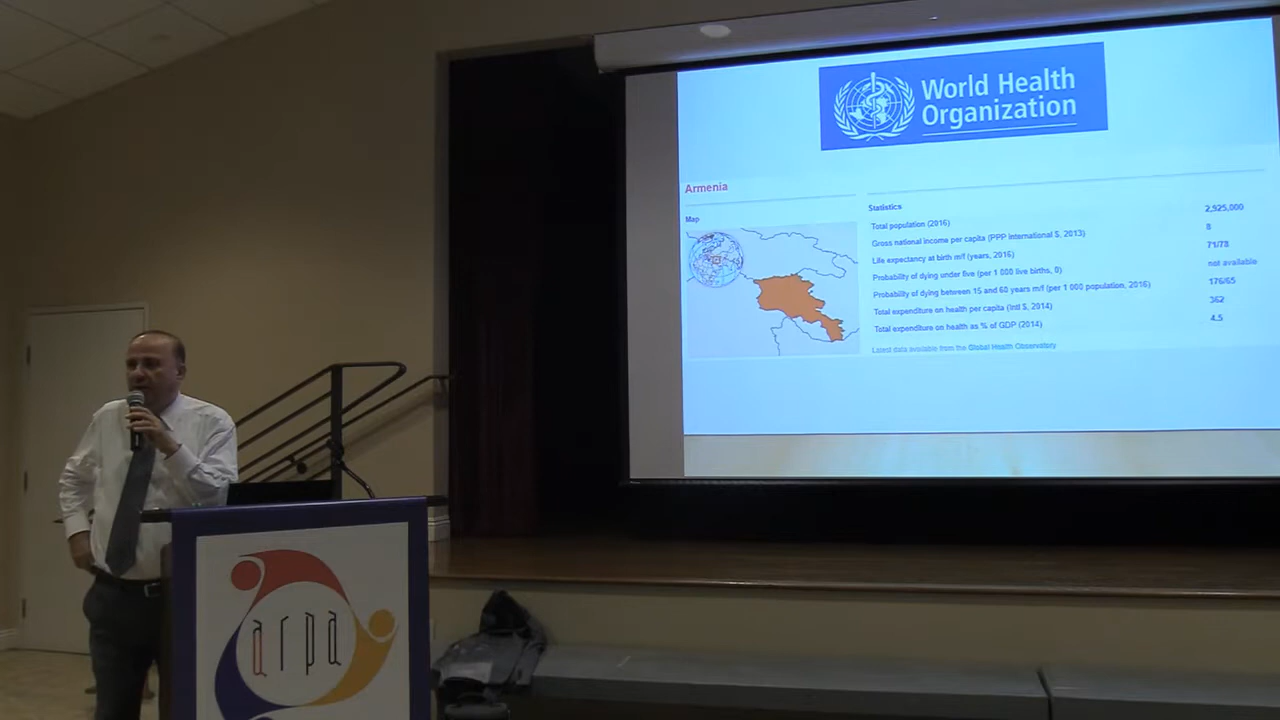 World Health
Organization
Armenia
Map
Statistics
Total population (2016)
2,925,000
Gross national income per capita (PPP international $, 2013)
8
Life expectancy at birth m/f (years, 2016)
71/78
Probability of dying under five (per 1 000 live births, 0)
not available
Probability of dying between 15 and 60 years m/f (per 1 000 population, 2016)
176/65
Total expenditure on health per capita (Intl $, 2014)
362
Total expenditure on health as % of GDP (2014)
4.5
Latest data available from the Global Health Observatory
arpa